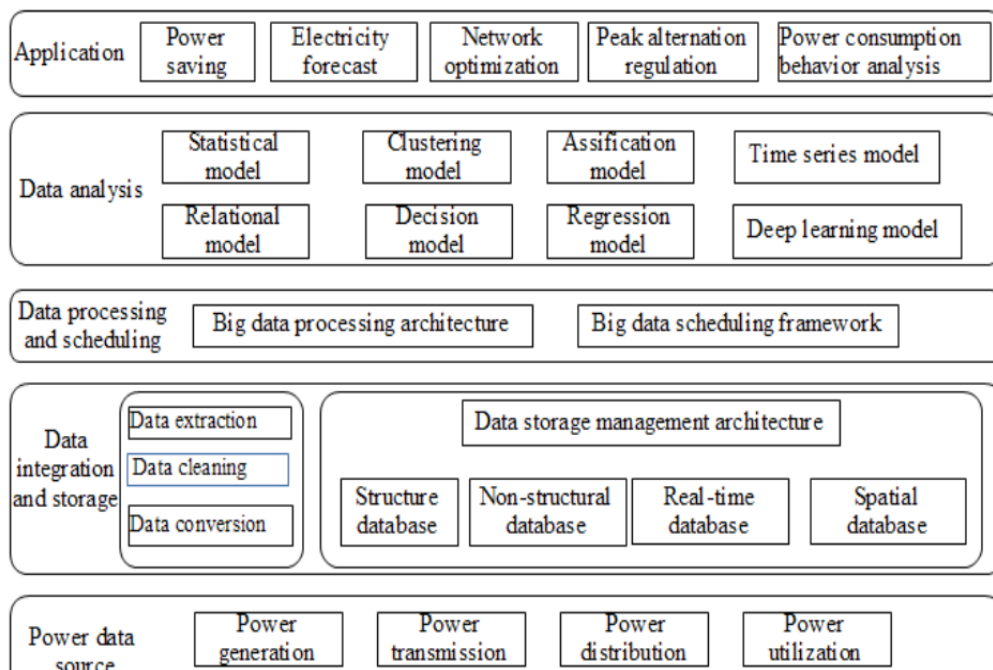 Application
Power
saving
Electricity
forecast
Network
optimization
Peak alternation
regulation
Power consumption
behavior analysis
Data analysis
Statistical
model
Clustering
model
Assification
model
Time series model
Relational
model
Decision
model
Regression
model
Deep learning model
Data processing
and scheduling
Big data processing architecture
Big data scheduling framework
Data
integration
and storage
Data extraction
Data cleaning
Data conversion
Data storage management architecture
Structure
database
Non-structural
database
Real-time
database
Spatial
database
Power data
source
Power
generation
Power
transmission
Power
distribution
Power
utilization